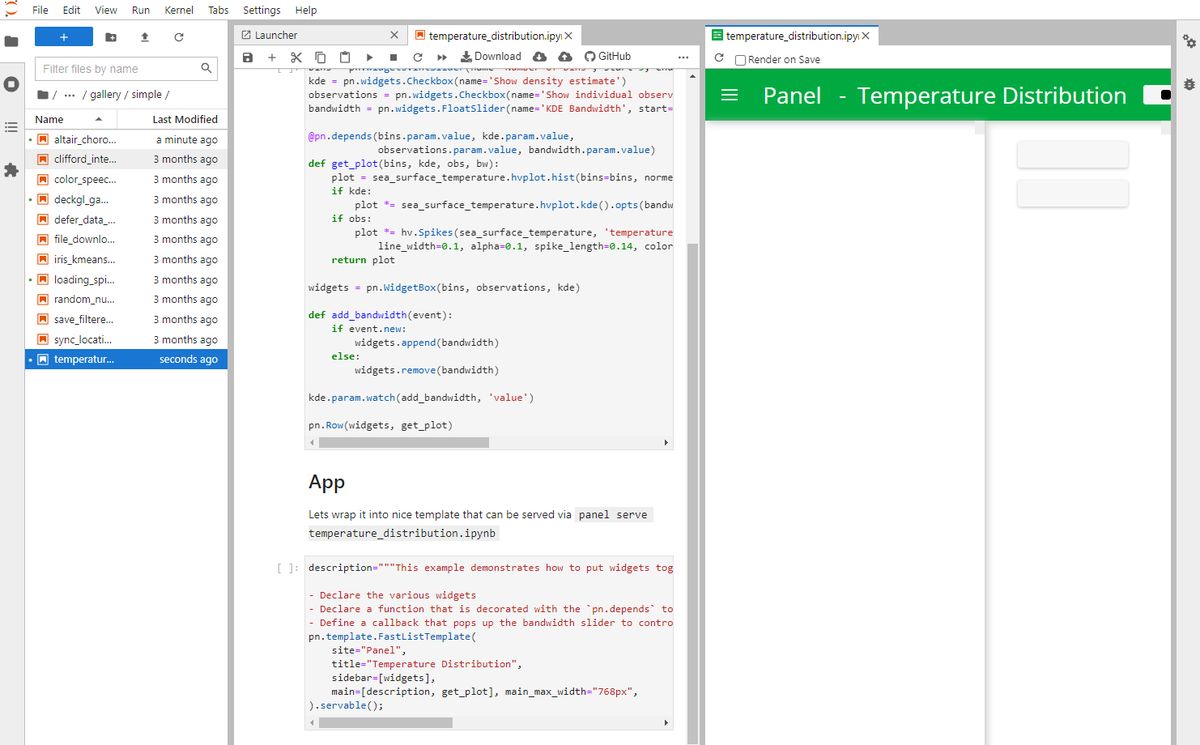 File Edit View Run Kernel Tabs Settings Help
Launcher
temperature_distribution.ipy
temperature_distribution.ipy
Download
GitHub
Render on Save
Filter files by name
/ ... / gallery / simple /
Name Last Modified
altair_choro... a minute ago
clifford_inte... 3 months ago
color_speec... 3 months ago
deckgl_ga... 3 months ago
defer_data_... 3 months ago
file_downlo... 3 months ago
iris_kmeans... 3 months ago
loading_spi... 3 months ago
random_nu... 3 months ago
save_filtere... 3 months ago
sync_locati... 3 months ago
temperatur... seconds ago
kde = pn.widgets.Checkbox(name='Show density estimate')
observations = pn.widgets.Checkbox(name='Show individual observ
bandwidth = pn.widgets.FloatSlider(name='KDE Bandwidth', start=
@pn.depends(bins.param.value, kde.param.value,
observations.param.value, bandwidth.param.value)
def get_plot(bins, kde, obs, bw):
plot = sea_surface_temperature.hvplot.hist(bins=bins, norme
if kde:
plot *= sea_surface_temperature.hvplot.kde().opts(bandw
if obs:
plot *= hv.Spikes(sea_surface_temperature, 'temperature
line_width=0.1, alpha=0.1, spike_length=0.14, color
return plot
widgets = pn.WidgetBox(bins, observations, kde)
def add_bandwidth(event):
if event.new:
widgets.append(bandwidth)
else:
widgets.remove(bandwidth)
kde.param.watch(add_bandwidth, 'value')
pn.Row(widgets, get_plot)
App
Lets wrap it into nice template that can be served via panel serve
temperature_distribution.ipynb
[ ]: description="""This example demonstrates how to put widgets tog
- Declare the various widgets
- Declare a function that is decorated with the `pn.depends` to
- Define a callback that pops up the bandwidth slider to contro
pn.template.FastListTemplate(
site="Panel",
title="Temperature Distribution",
sidebar=[widgets],
main=[description, get_plot], main_max_width="768px",
).servable();
Panel - Temperature Distribution